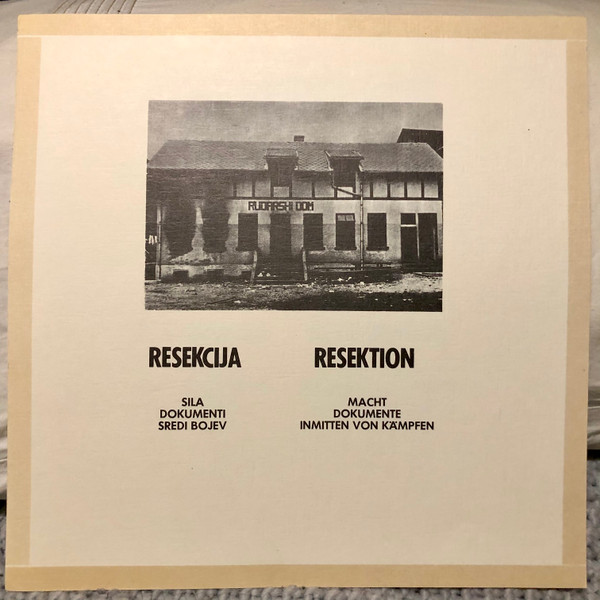 RUDARSKI DOM
RESEKCIJA
SILA
DOKUMENTI
SREDI BOJEV
RESEKTION
MACHT
DOKUMENTE
INMITTEN VON KÄMPFEN